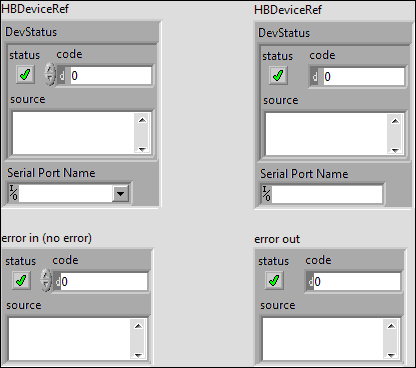 HBDeviceRef
DevStatus
status code
d 0
source
Serial Port Name
I/O
HBDeviceRef
DevStatus
status code
d 0
source
Serial Port Name
I/O
error in (no error)
status code
d 0
source
error out
status code
d 0
source